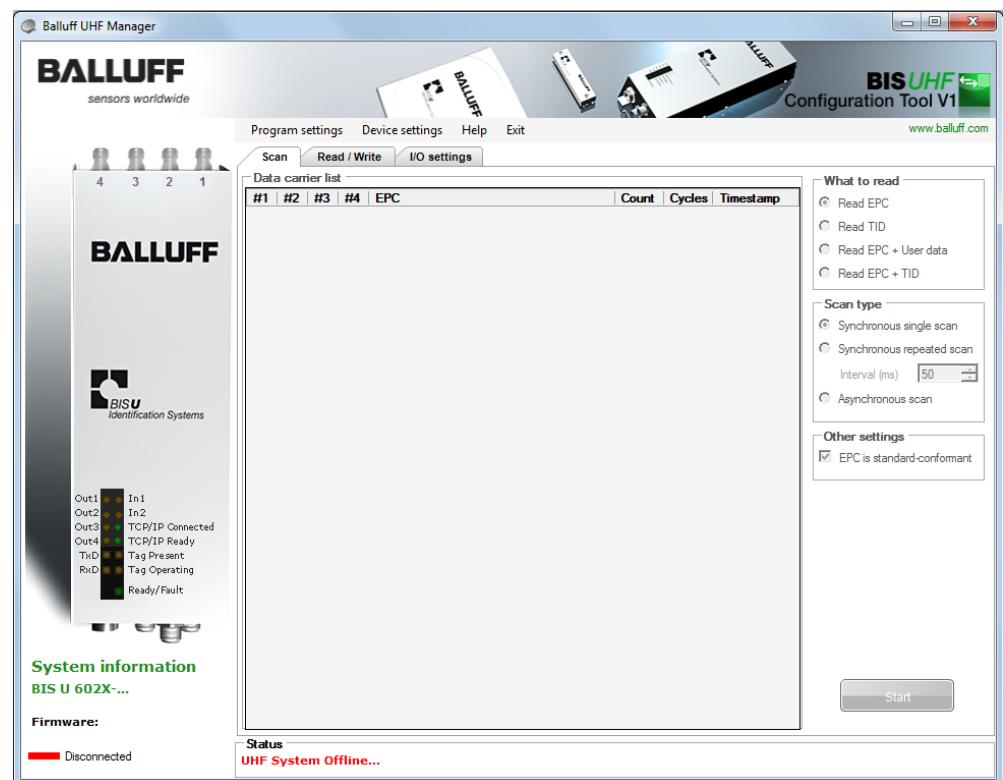 Balluff UHF Manager
BALLUFF
sensors worldwide
BALLUFF
BIS UHF
Configuration Tool V1
Program settings Device settings Help Exit
www.balluff.com
Scan Read / Write I/O settings
4 3 2 1
BALLUFF
BIS U
Identification Systems
Out1 In1
Out2 In2
Out3 TCP/IP Connected
Out4 TCP/IP Ready
TxD Tag Present
RxD Tag Operating
Ready/Fault
System information
BIS U 602X-...
Firmware:
Disconnected
Data carrier list
#1 #2 #3 #4 EPC Count Cycles Timestamp
What to read
Read EPC
Read TID
Read EPC + User data
Read EPC + TID
Scan type
Synchronous single scan
Synchronous repeated scan
Interval (ms) 50
Asynchronous scan
Other settings
EPC is standard-conformant
Start
Status
UHF System Offline...